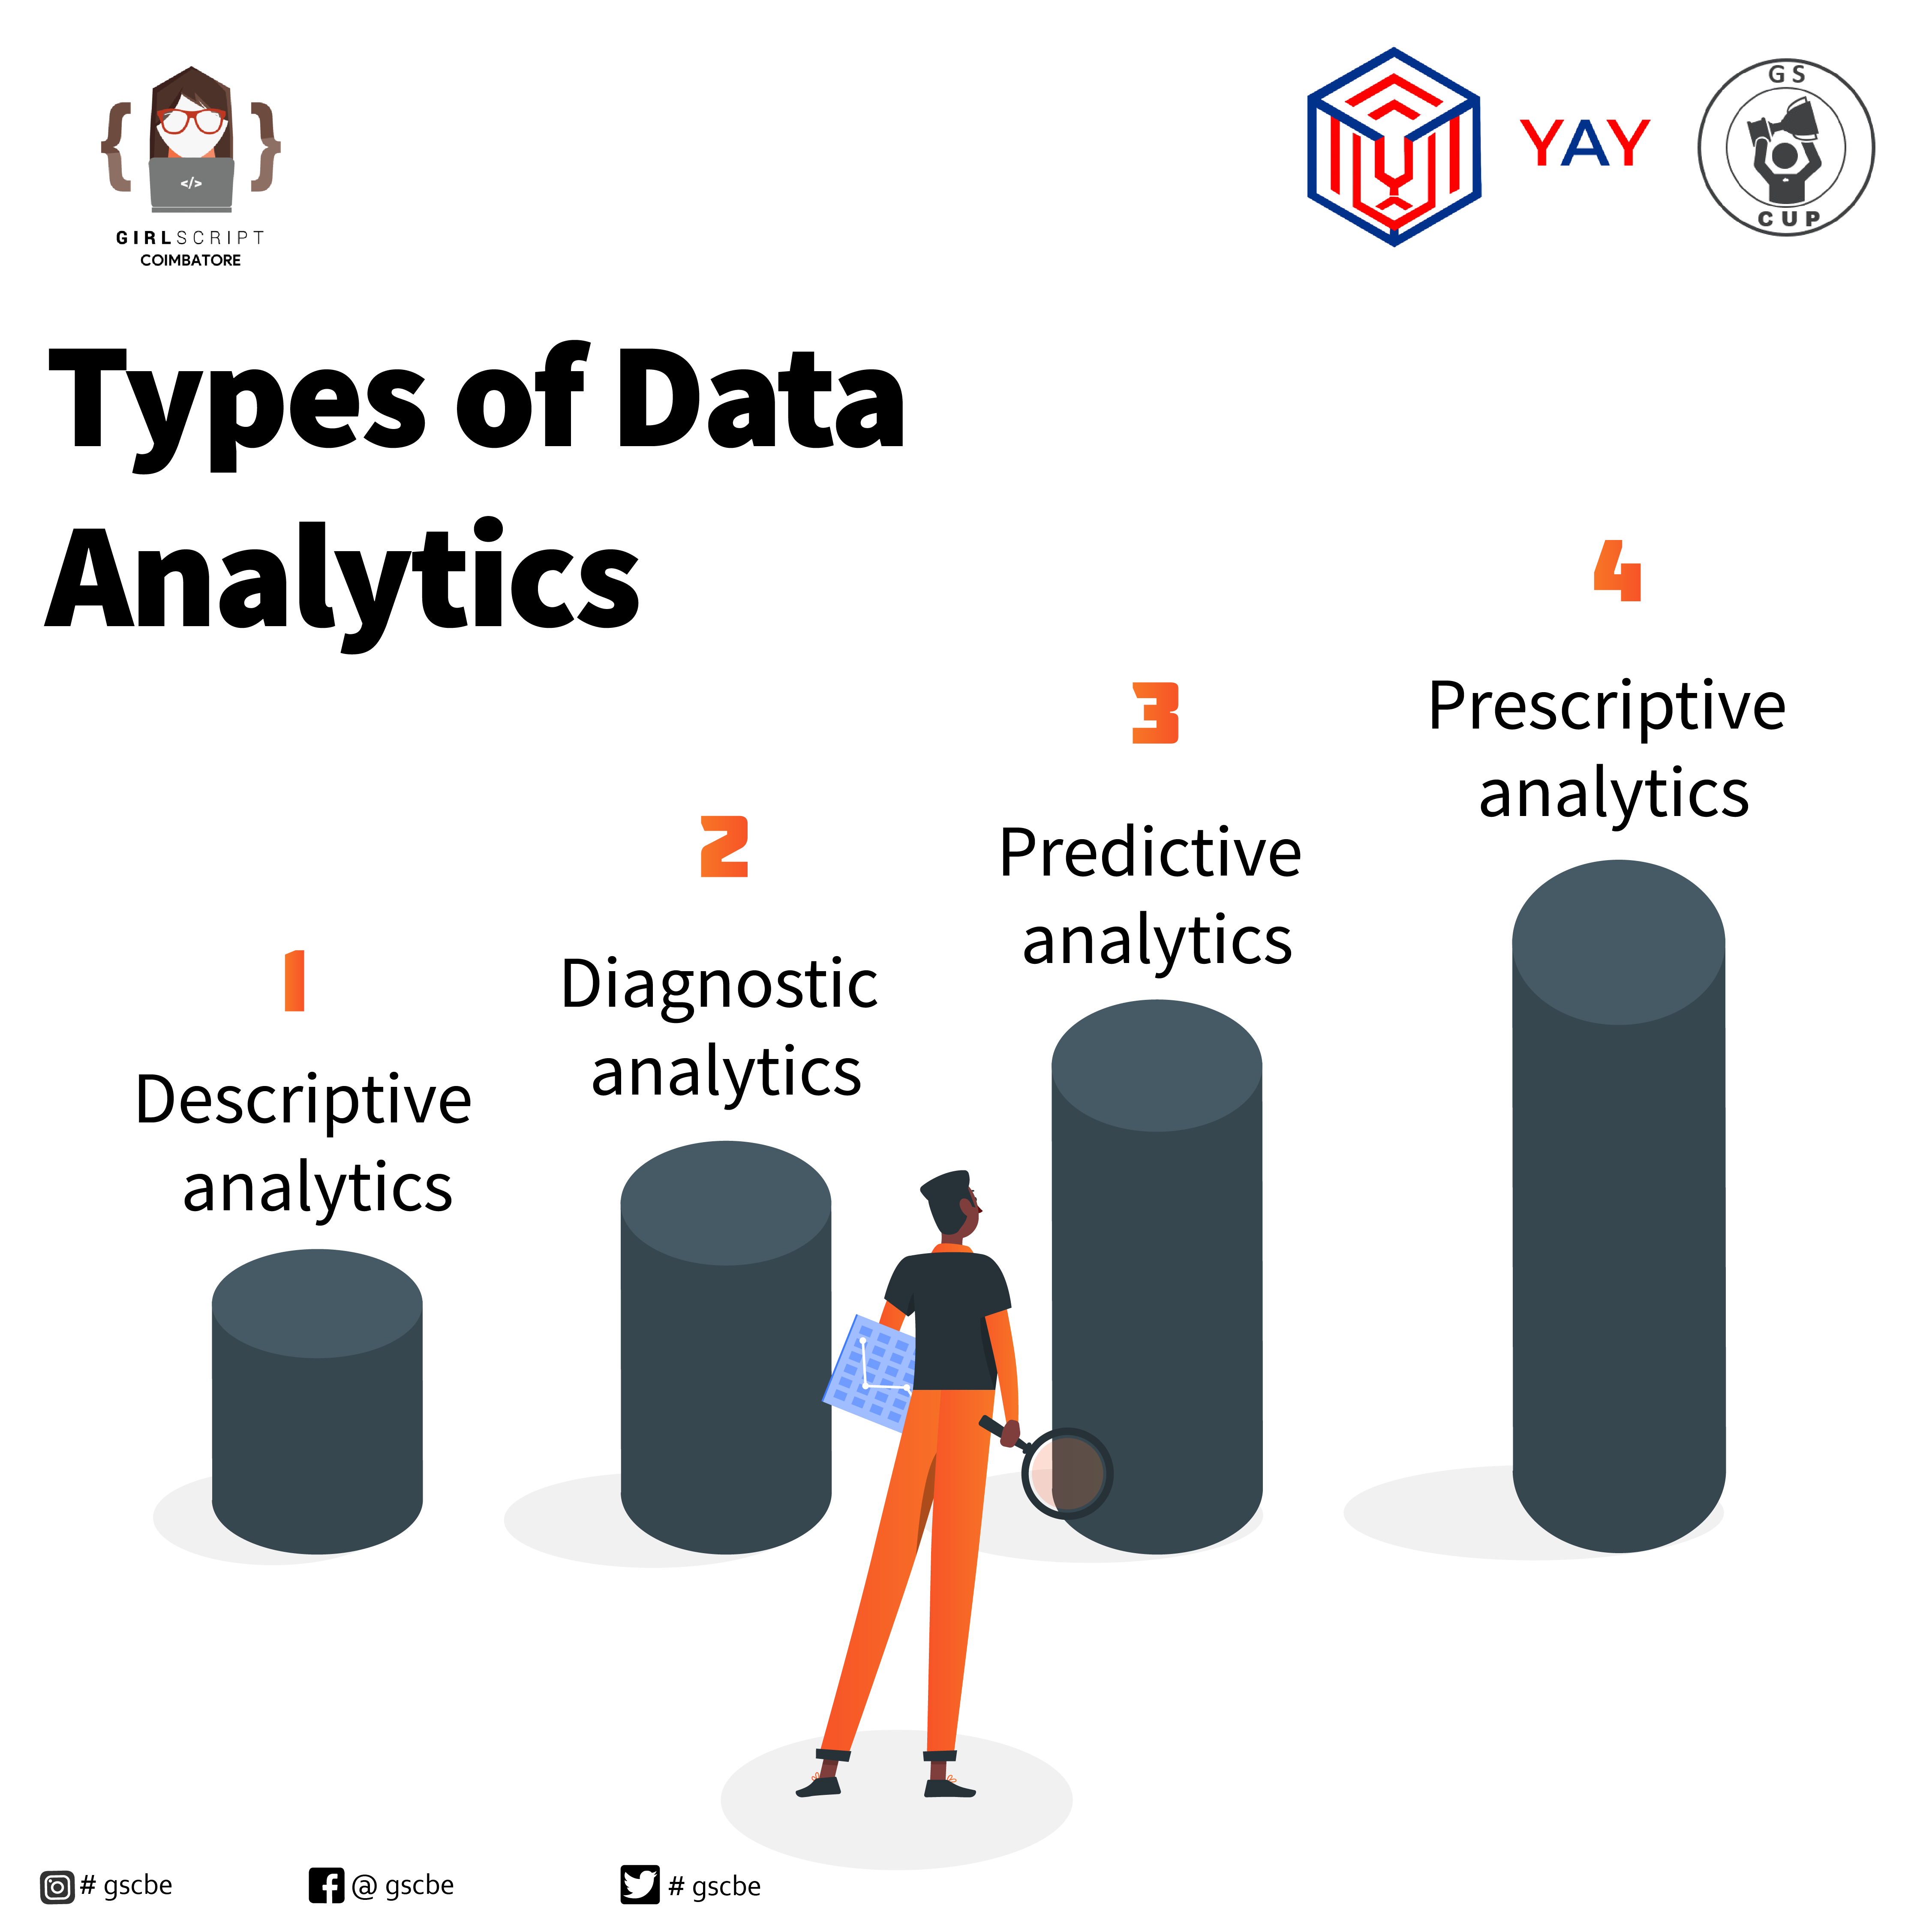 </>
GIRLSCRIPT
COIMBATORE
YAY
GS
CUP
Types of Data
Analytics
1
Descriptive
analytics
2
Diagnostic
analytics
3
Predictive
analytics
4
Prescriptive
analytics
# gscbe
@ gscbe
# gscbe